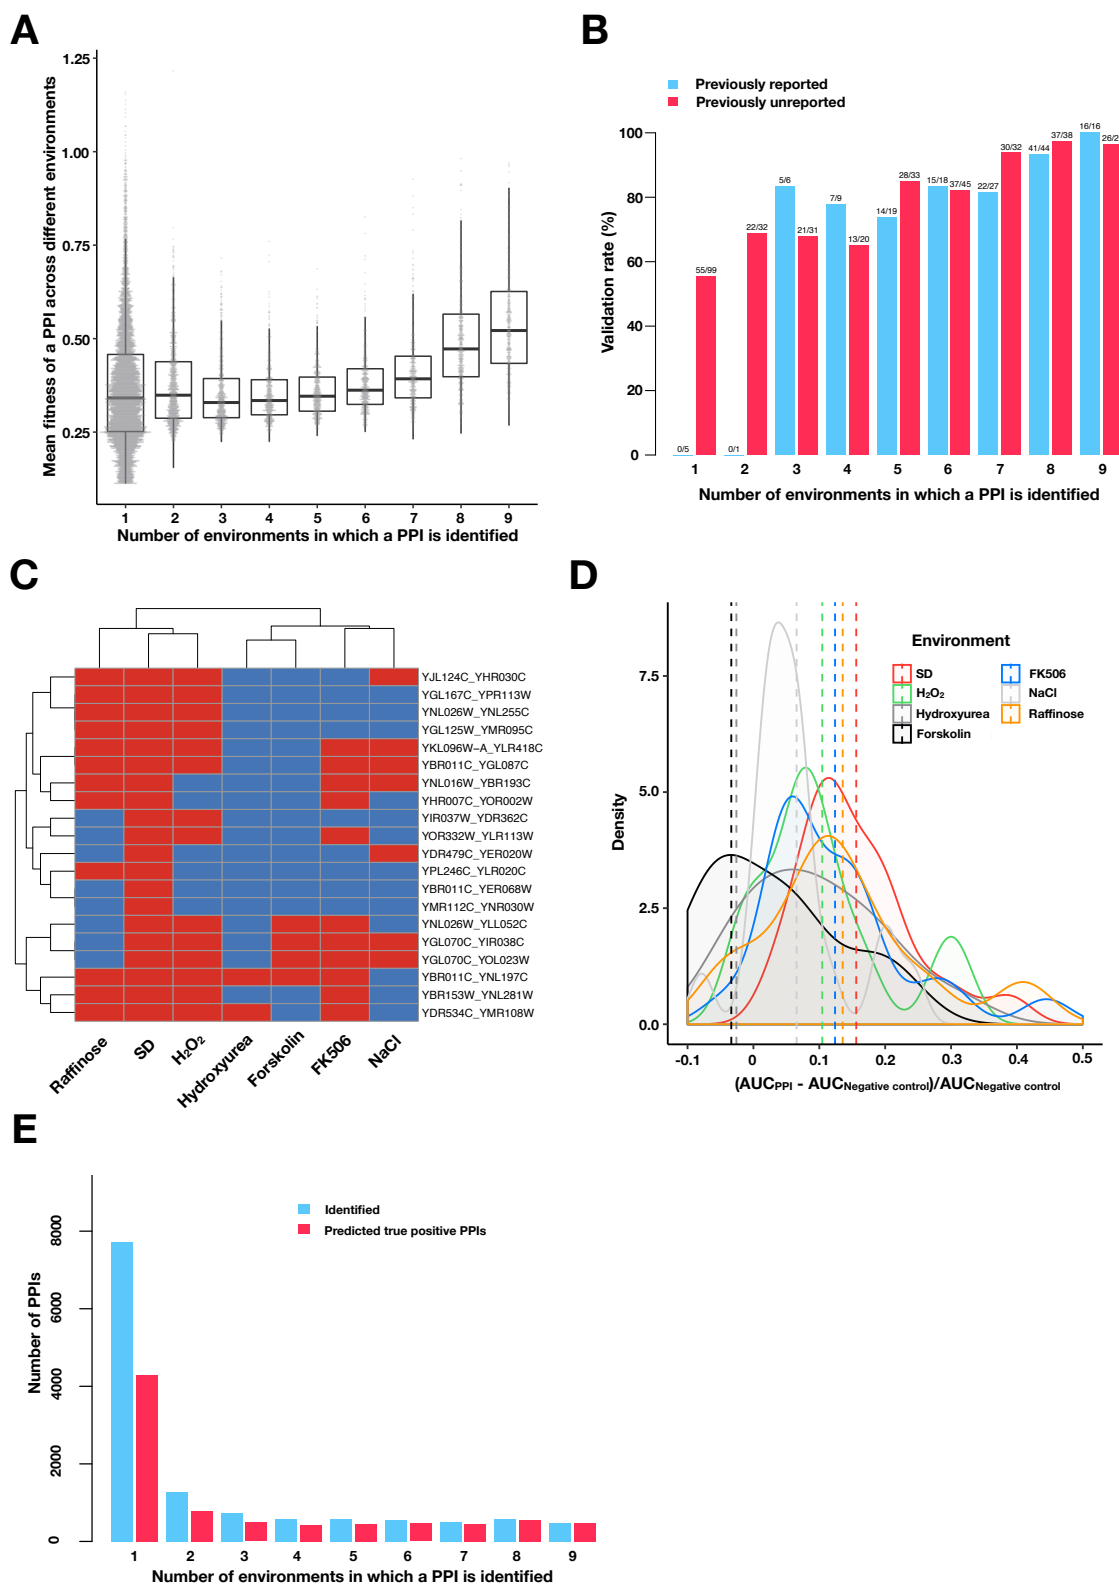 A
Mean fitness of a PPI across different environments
1.25
1.00
0.75
0.50
0.25
1 2 3 4 5 6 7 8 9
Number of environments in which a PPI is identified
B
Previously reported
Previously unreported
Validation rate (%)
100
80
60
40
20
0
0/5 55/99 0/1 22/32 5/6 21/31 7/9 13/20 14/19 28/33 15/18 37/45 22/27 30/32 41/44 37/38 16/16 26/2
1 2 3 4 5 6 7 8 9
Number of environments in which a PPI is identified
C
YJL124C_YHR030C
YGL167C_YPR113W
YNL026W_YNL255C
YGL125W_YMR095C
YKL096W-A_YLR418C
YBR011C_YGL087C
YNL016W_YBR193C
YHR007C_YOR002W
YIR037W_YDR362C
YOR332W_YLR113W
YDR479C_YER020W
YPL246C_YLR020C
YBR011C_YER068W
YMR112C_YNR030W
YNL026W_YLL052C
YGL070C_YIR038C
YGL070C_YOL023W
YBR011C_YNL197C
YBR153W_YNL281W
YDR534C_YMR108W
Raffinose SD H₂O₂ Hydroxyurea Forskolin FK506 NaCl
D
Environment
SD FK506
H₂O₂ NaCl
Hydroxyurea Raffinose
Forskolin
Density
7.5
5.0
2.5
0.0
-0.1 0 0.1 0.2 0.3 0.4 0.5
(AUCPPI - AUCNegative control)/AUCNegative control
E
Identified
Predicted true positive PPIs
Number of PPIs
8000
6000
4000
2000
0
1 2 3 4 5 6 7 8 9
Number of environments in which a PPI is identified